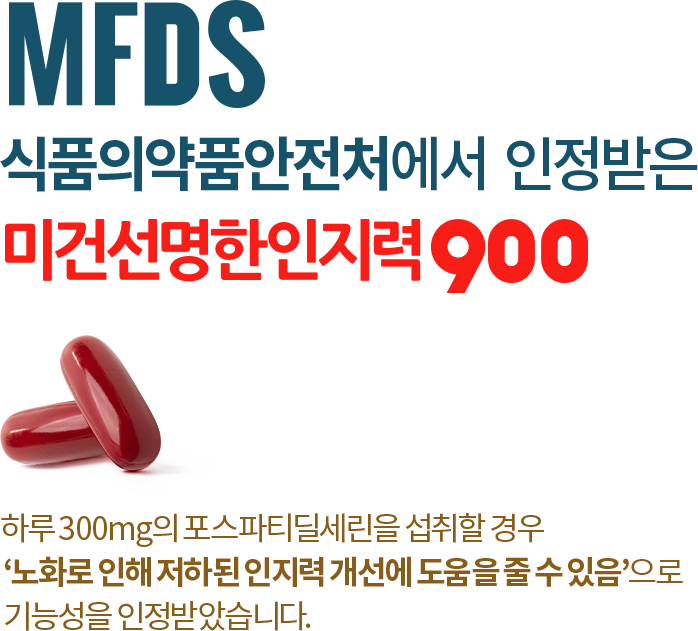 MFDS
식품의약품안전처에서 인정받은
미건선명한인지력 900
하루 300mg의 포스파티딜세린을 섭취할 경우
‘노화로 인해 저하된 인지력 개선에 도움을 줄 수 있음’으로
기능성을 인정받았습니다.